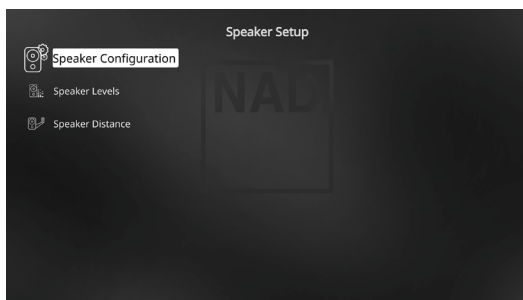 Speaker Setup
Speaker Configuration
NAD
Speaker Levels
Speaker Distance